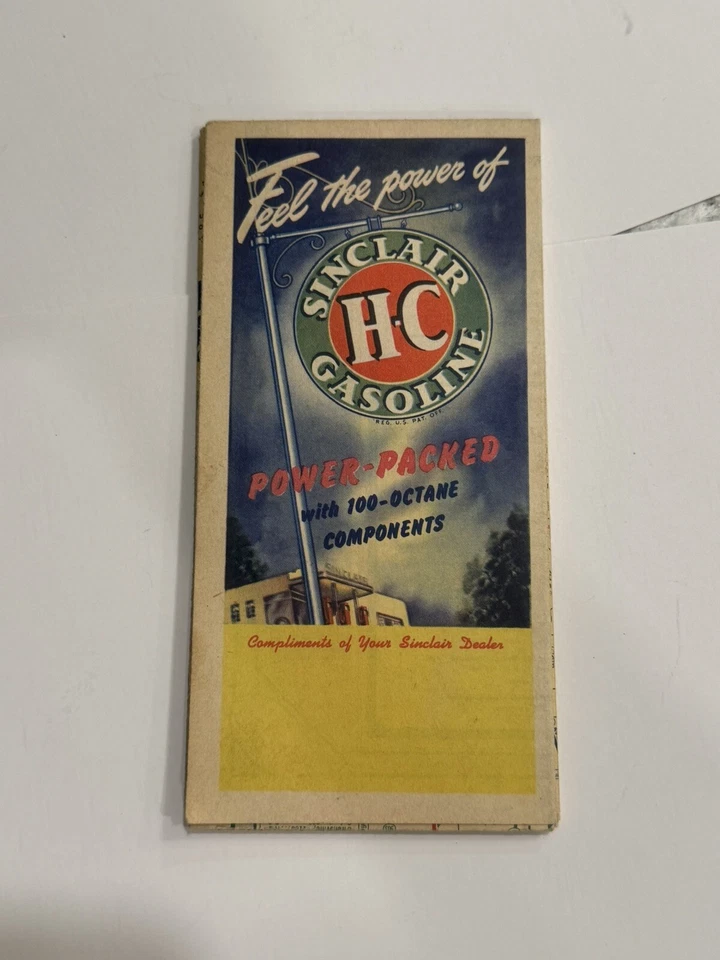 Feel the power of
SINCLAIR
H-C
GASOLINE
REG. U.S. PAT. OFF.
POWER-PACKED
with 100-OCTANE
COMPONENTS
SINCLAIR
Compliments of Your Sinclair Dealer